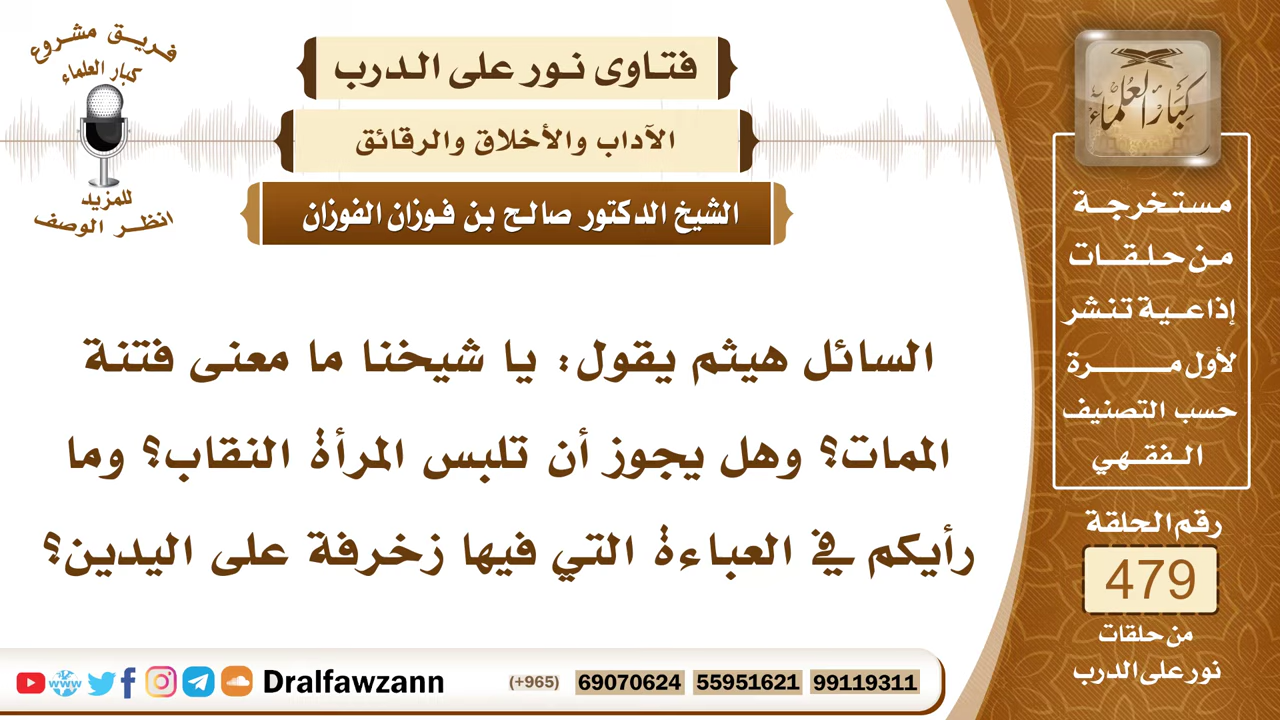 فريق مشروع
كبار العلماء
للمزيد
انظر الوصف
فتاوى نور على الدرب
الآداب والأخلاق والرقائق
الشيخ الدكتور صالح بن فوزان الفوزان
السائل هيثم يقول: يا شيخنا ما معنى فتنة
الممات؟ وهل يجوز أن تلبس المرأة النقاب؟ وما
رأيكم في العباءة التي فيها زخرفة على اليدين؟
كبار العلماء
مستخرجة
من حلقات
إذاعية تنشر
لأول مرة
حسب التصنيف
الفقهي
رقم الحلقة
479
من حلقات
نور على الدرب
www
Dralfawzann (+965) 69070624 55951621 99119311